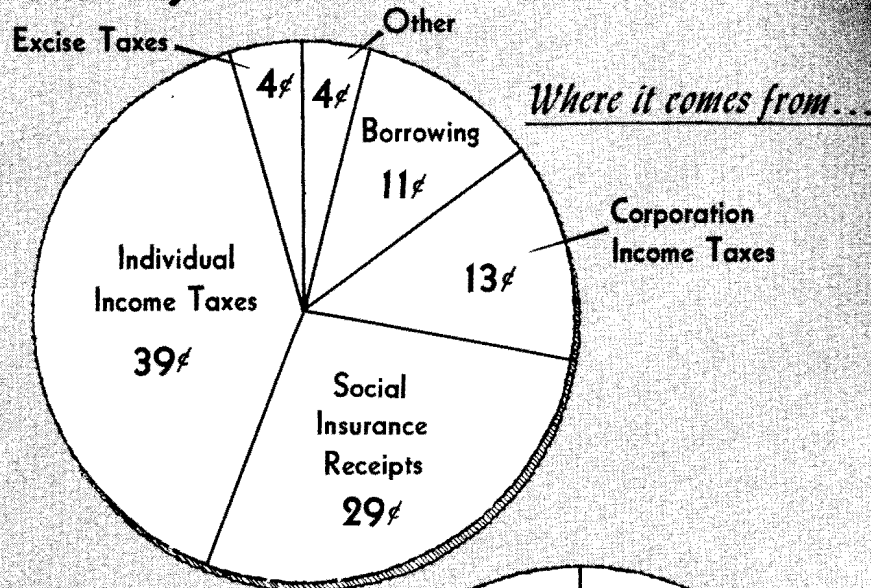 Excise Taxes
Other
4¢
4¢
Where it comes from...
Borrowing
11¢
Corporation
Income Taxes
13¢
Individual
Income Taxes
39¢
Social
Insurance
Receipts
29¢